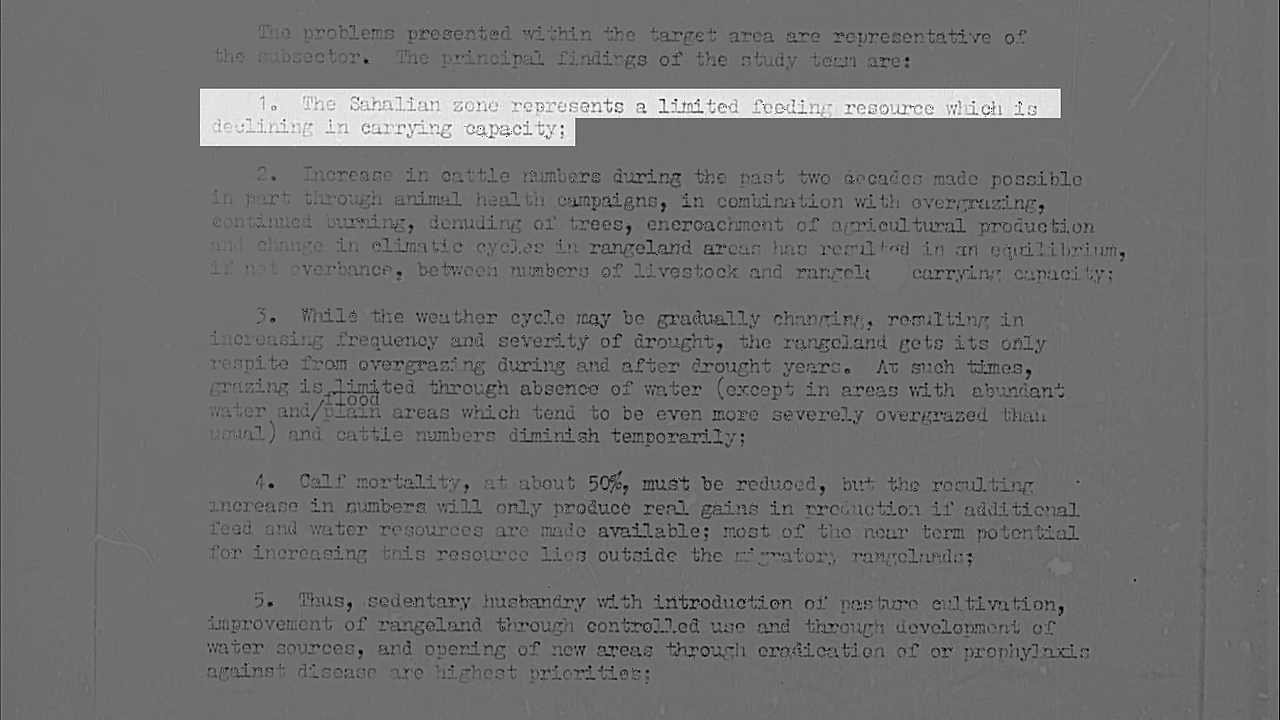 The problems presented within the target area are representative of
the subsector. The principal findings of the study team are:
1. The Sahalian zone represents a limited feeding resource which is
declining in carrying capacity;
2. Increase in cattle numbers during the past two decades made possible
in part through animal health campaigns, in combination with overgrazing,
continued burning, denuding of trees, encroachment of agricultural production
and change in climatic cycles in rangeland areas has resulted in an equilibrium,
if not overbance, between numbers of livestock and rangel carrying capacity;
3. While the weather cycle may be gradually changing, resulting in
increasing frequency and severity of drought, the rangeland gets its only
respite from overgrazing during and after drought years. At such times,
grazing is limited through absence of water (except in areas with abundant
flood
water and/plain areas which tend to be even more severely overgrazed than
usual) and cattle numbers diminish temporarily;
4. Calf mortality, at about 50%, must be reduced, but the resulting
increase in numbers will only produce real gains in production if additional
feed and water resources are made available; most of the near term potential
for increasing this resource lies outside the migratory rangelands;
5. Thus, sedentary husbandry with introduction of pasture cultivation,
improvement of rangeland through controlled use and through development of
water sources, and opening of new areas through eradication of or prophylaxis
against disease are highest priorities;